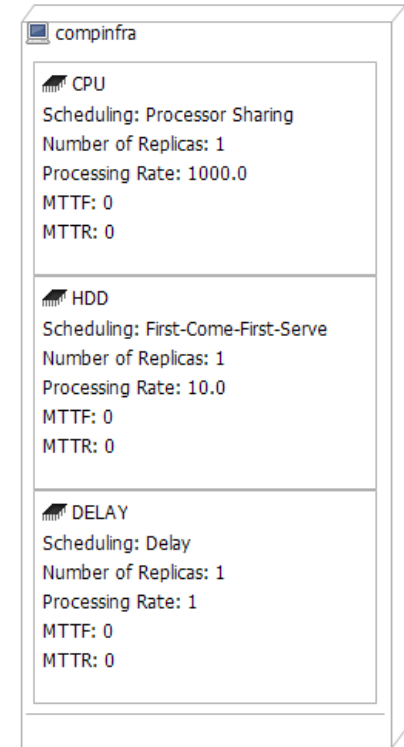 compinfra
CPU
Scheduling: Processor Sharing
Number of Replicas: 1
Processing Rate: 1000.0
MTTF: 0
MTTR: 0
HDD
Scheduling: First-Come-First-Serve
Number of Replicas: 1
Processing Rate: 10.0
MTTF: 0
MTTR: 0
DELAY
Scheduling: Delay
Number of Replicas: 1
Processing Rate: 1
MTTF: 0
MTTR: 0